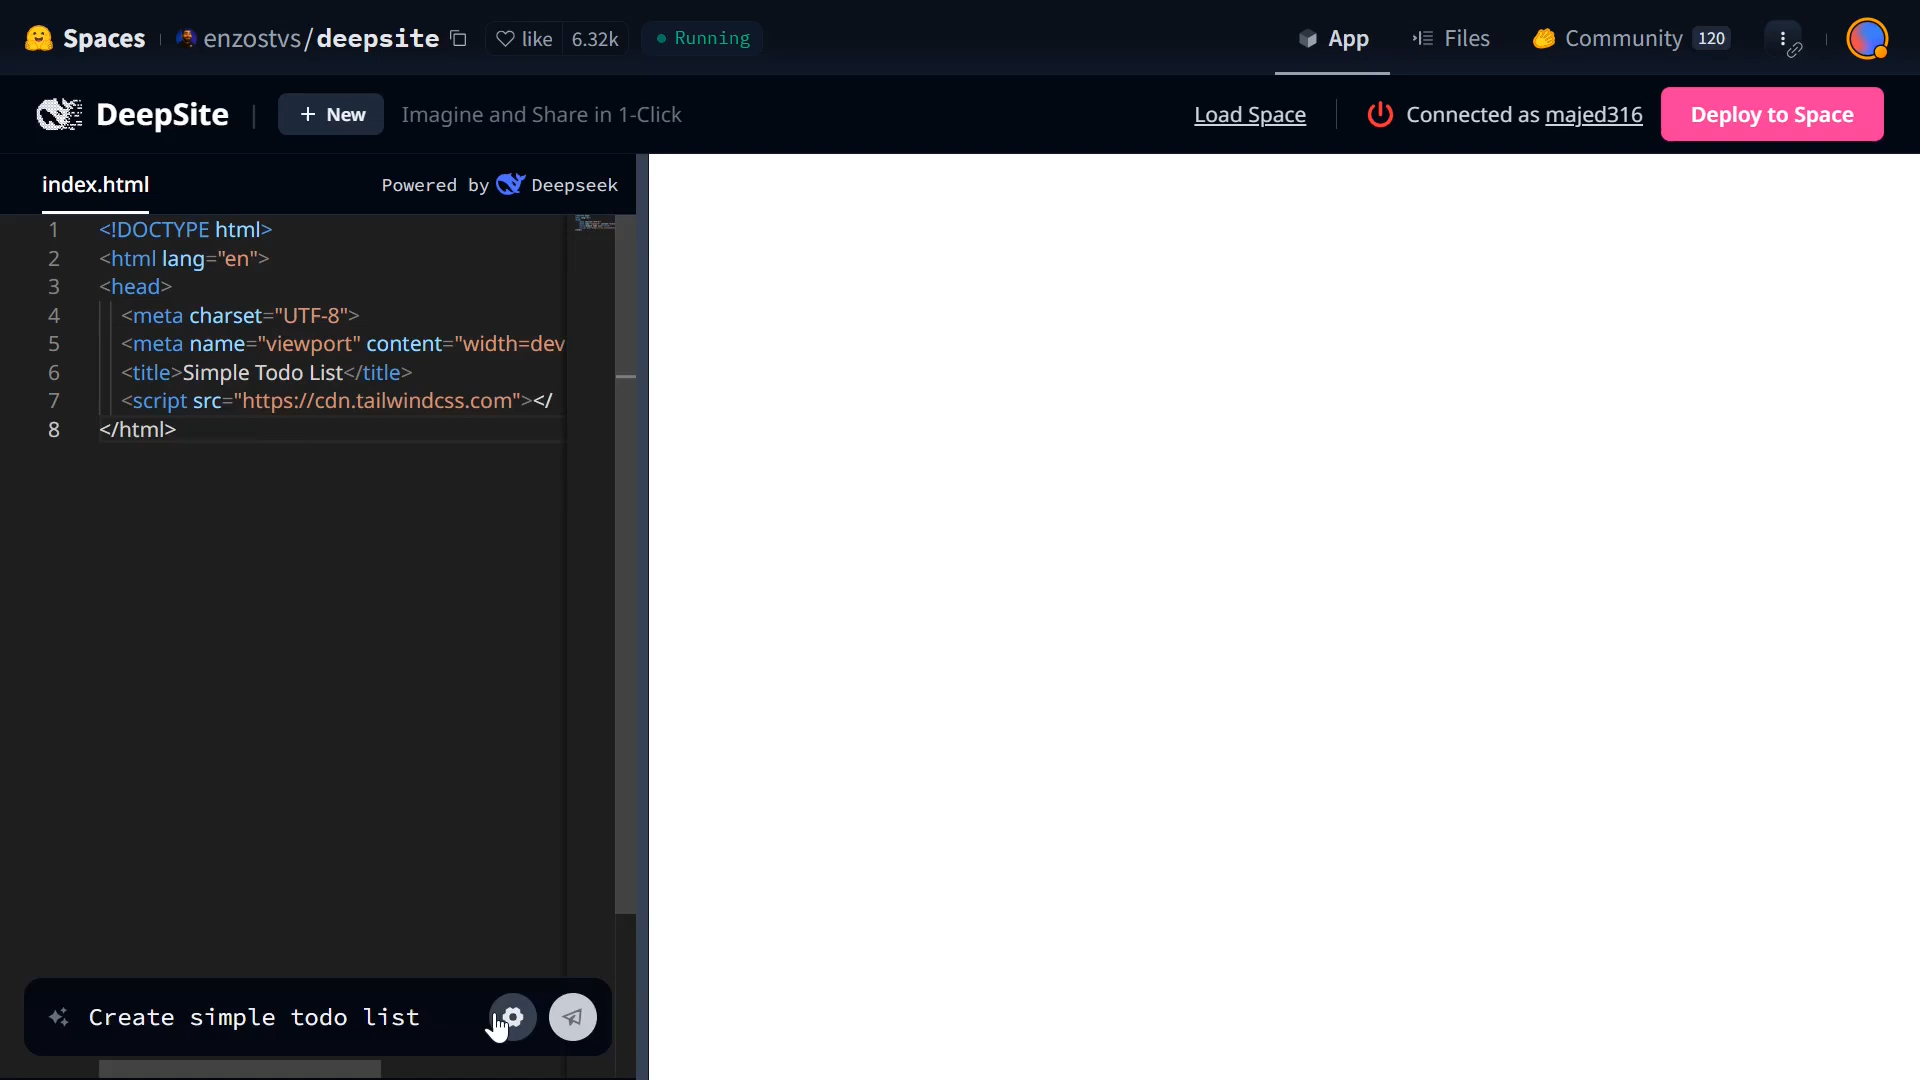 Spaces
enzostvs/deepsite
like 6.32k
Running
App
Files
Community 120
DeepSite
+ New
Imagine and Share in 1-Click
Load Space
Connected as majed316
Deploy to Space
index.html
Powered by Deepseek
1 <!DOCTYPE html>
2 <html lang="en">
3 <head>
4 <meta charset="UTF-8">
5 <meta name="viewport" content="width=dev
6 <title>Simple Todo List</title>
7 <script src="https://cdn.tailwindcss.com"></
8 </html>
Create simple todo list